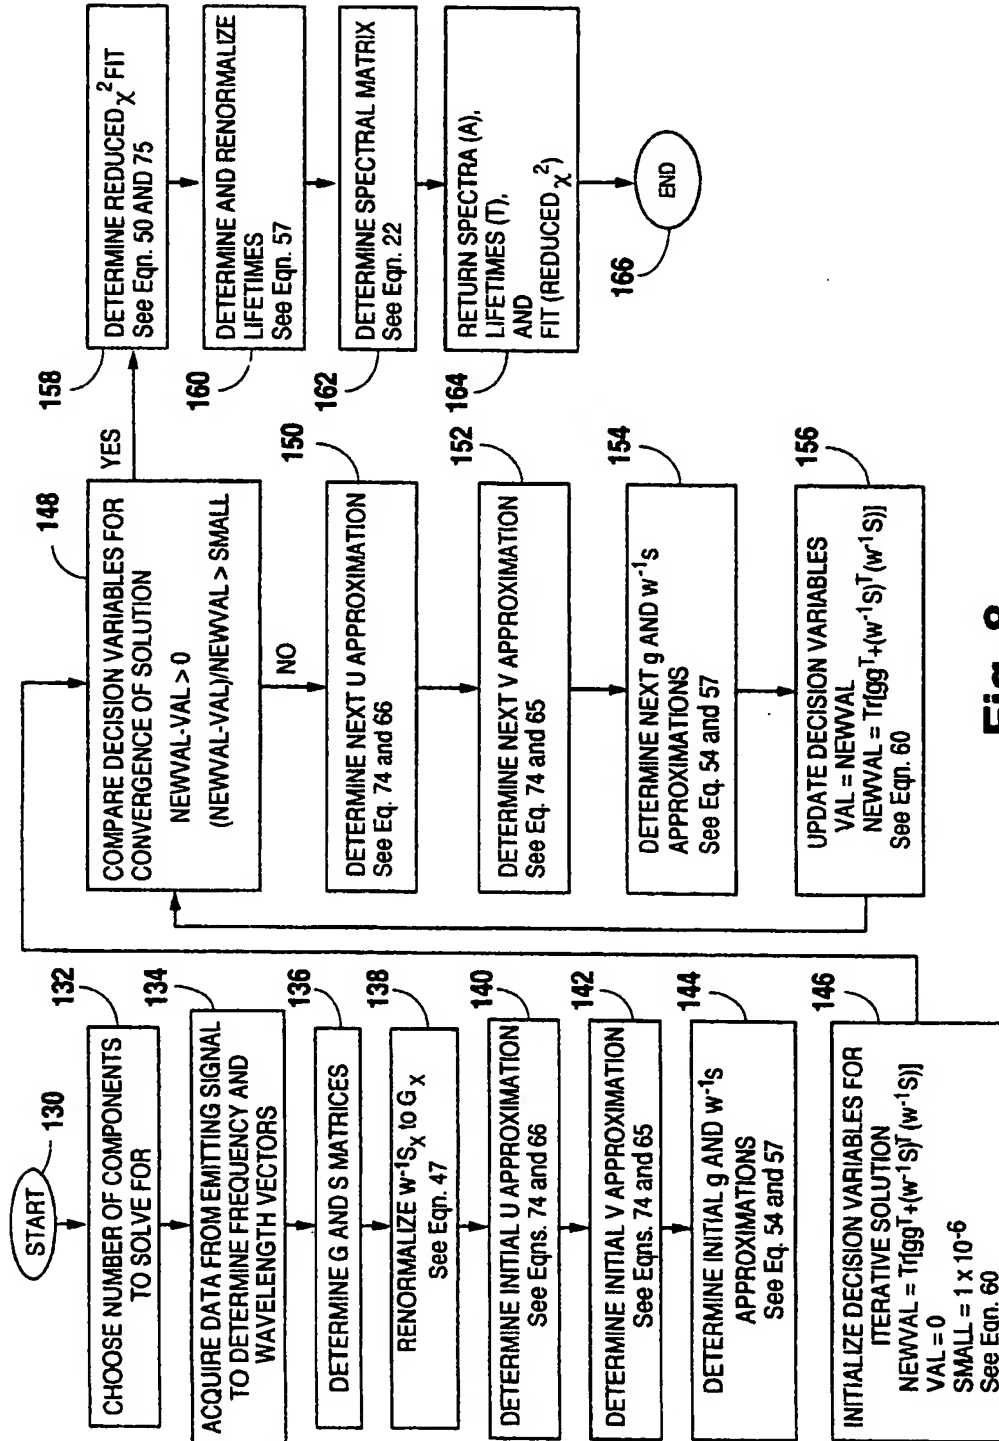 START
130
CHOOSE NUMBER OF COMPONENTS
TO SOLVE FOR
132
ACQUIRE DATA FROM EMITTING SIGNAL
TO DETERMINE FREQUENCY AND
WAVELENGTH VECTORS
134
DETERMINE G AND S MATRICES
136
RENORMALIZE w⁻¹Sₓ to Gₓ
See Eqn. 47
138
DETERMINE INITIAL U APPROXIMATION
See Eqns. 74 and 66
140
DETERMINE INITIAL V APPROXIMATION
See Eqns. 74 and 65
142
DETERMINE INITIAL g AND w⁻¹s
APPROXIMATIONS
See Eq. 54 and 57
144
INITIALIZE DECISION VARIABLES FOR
ITERATIVE SOLUTION
NEWVAL = Tr[ggᵀ+(w⁻¹S)ᵀ(w⁻¹S)]
VAL = 0
SMALL = 1 x 10⁻⁶
See Eqn. 60
146
COMPARE DECISION VARIABLES FOR
CONVERGENCE OF SOLUTION
NEWVAL-VAL > 0
(NEWVAL-VAL)/NEWVAL > SMALL
148
YES
NO
DETERMINE NEXT U APPROXIMATION
See Eq. 74 and 66
150
DETERMINE NEXT V APPROXIMATION
See Eq. 74 and 65
152
DETERMINE NEXT g AND w⁻¹s
APPROXIMATIONS
See Eq. 54 and 57
154
UPDATE DECISION VARIABLES
VAL = NEWVAL
NEWVAL = Tr[ggᵀ+(w⁻¹S)ᵀ(w⁻¹S)]
See Eqn. 60
156
DETERMINE REDUCED χ² FIT
See Eqn. 50 AND 75
158
DETERMINE AND RENORMALIZE
LIFETIMES
See Eqn. 57
160
DETERMINE SPECTRAL MATRIX
See Eqn. 22
162
RETURN SPECTRA (A),
LIFETIMES (T),
AND
FIT (REDUCED χ²)
164
END
166